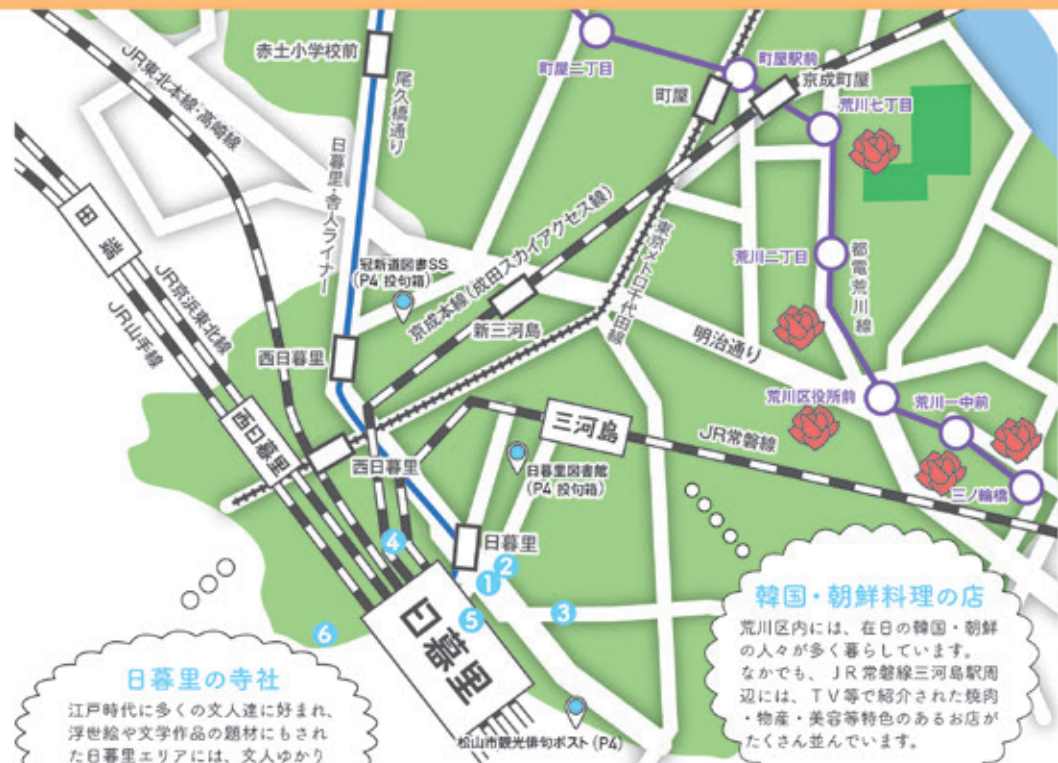 赤土小学校前
町屋二丁目
町屋駅前
町屋
京成町屋
荒川七丁目
JR東北本線・高崎線
尾久橋通り
日暮里・舎人ライナー
田端
JR京浜東北線
JR山手線
冠新道図書SS
(P4 投句箱)
京成本線(成田スカイアクセス線)
東京メトロ千代田線
荒川二丁目
都電荒川線
新三河島
明治通り
西日暮里
荒川区役所前
荒川一中前
三ノ輪橋
西日暮里
西日暮里
三河島
JR常磐線
日暮里図書館
(P4 投句箱)
日暮里
4
2
1
3
5
6
日暮里
松山市観光俳句ポスト(P4)
日暮里の寺社
江戸時代に多くの文人達に好まれ、
浮世絵や文学作品の題材にもされ
た日暮里エリアには、文人ゆかり
韓国・朝鮮料理の店
荒川区内には、在日の韓国・朝鮮
の人々が多く暮らしています。
なかでも、JR常磐線三河島駅周
辺には、TV等で紹介された焼肉
・物産・美容等特色のあるお店が
たくさん並んでいます。